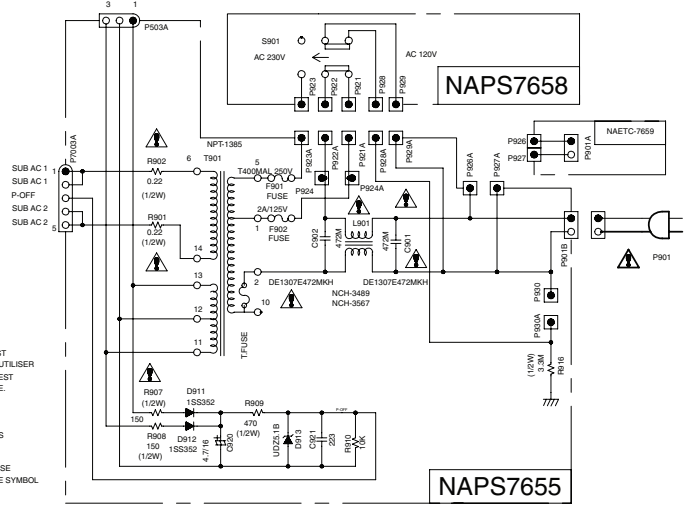 3 1
P503A
S901
AC 230V
AC 120V
P923
P922
P921
P928
P929
NAPS7658
NPT-1385
P923A
P922A
P921A
P928A
P929A
P926A
P927A
NAETC-7659
P926
P927
P901A
P7003A
SUB AC 1
SUB AC 1
P-OFF
SUB AC 2
SUB AC 2
1
5
R902
0.22
(1/2W)
R901
0.22
(1/2W)
6
T901
14
13
12
11
5
T400MAL 250V
F901
FUSE
2A/125V
1
F902
FUSE
2
10
T.FUSE
P924
P924A
L901
C902
472M
472M
C901
DE1307E472MKH
DE1307E472MKH
NCH-3489
NCH-3567
P901B
P901
P930
P930A
(1/2W)
3.3M
R916
ST
UTILISER
EST
E.
S
SE
E SYMBOL
R907
(1/2W)
150
R908
150
(1/2W)
D911
1SS352
D912
1SS352
4.7/16
C920
R909
470
(1/2W)
UDZ5.1B
D913
C921
223
P-OFF
R910
10K
NAPS7655